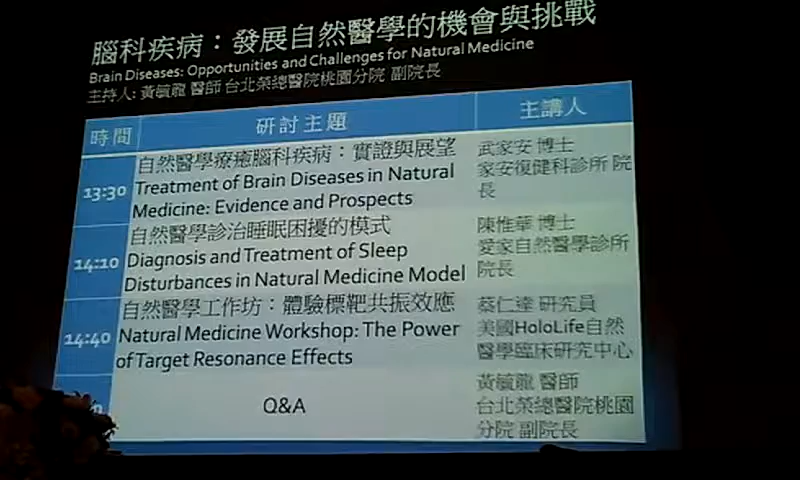 腦科疾病：發展自然醫學的機會與挑戰
Brain Diseases: Opportunities and Challenges for Natural Medicine
主持人: 黃毓龍 醫師 台北榮總醫院桃園分院 副院長
時間 研討主題 主講人
13:30
自然醫學療癒腦科疾病：實證與展望
Treatment of Brain Diseases in Natural
Medicine: Evidence and Prospects
武家安 博士
家安復健科診所 院
長
14:10
自然醫學診治睡眠困擾的模式
Diagnosis and Treatment of Sleep
Disturbances in Natural Medicine Model
陳惟華 博士
愛家自然醫學診所
院長
14:40
自然醫學工作坊：體驗標靶共振效應
Natural Medicine Workshop: The Power
of Target Resonance Effects
蔡仁達 研究員
美國HoloLife自然
醫學臨床研究中心
Q&A
黃毓龍 醫師
台北榮總醫院桃園
分院 副院長